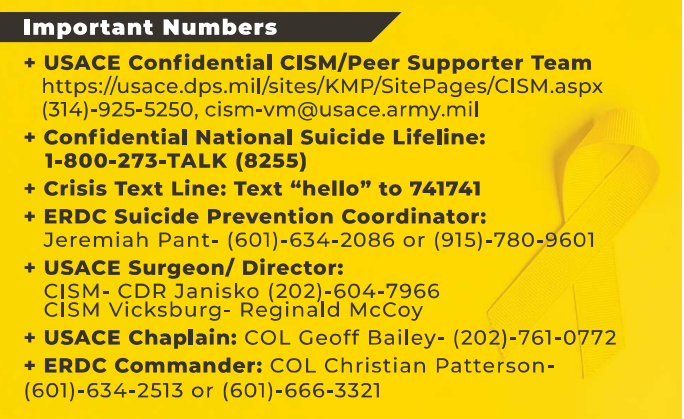 Important Numbers
+ USACE Confidential CISM/Peer Supporter Team
https://usace.dps.mil/sites/KMP/SitePages/CISM.aspx
(314)-925-5250, cism-vm@usace.army.mil
+ Confidential National Suicide Lifeline:
1-800-273-TALK (8255)
+ Crisis Text Line: Text “hello” to 741741
+ ERDC Suicide Prevention Coordinator:
Jeremiah Pant- (601)-634-2086 or (915)-780-9601
+ USACE Surgeon/ Director:
CISM- CDR Janisko (202)-604-7966
CISM Vicksburg- Reginald McCoy
+ USACE Chaplain: COL Geoff Bailey- (202)-761-0772
+ ERDC Commander: COL Christian Patterson-
(601)-634-2513 or (601)-666-3321